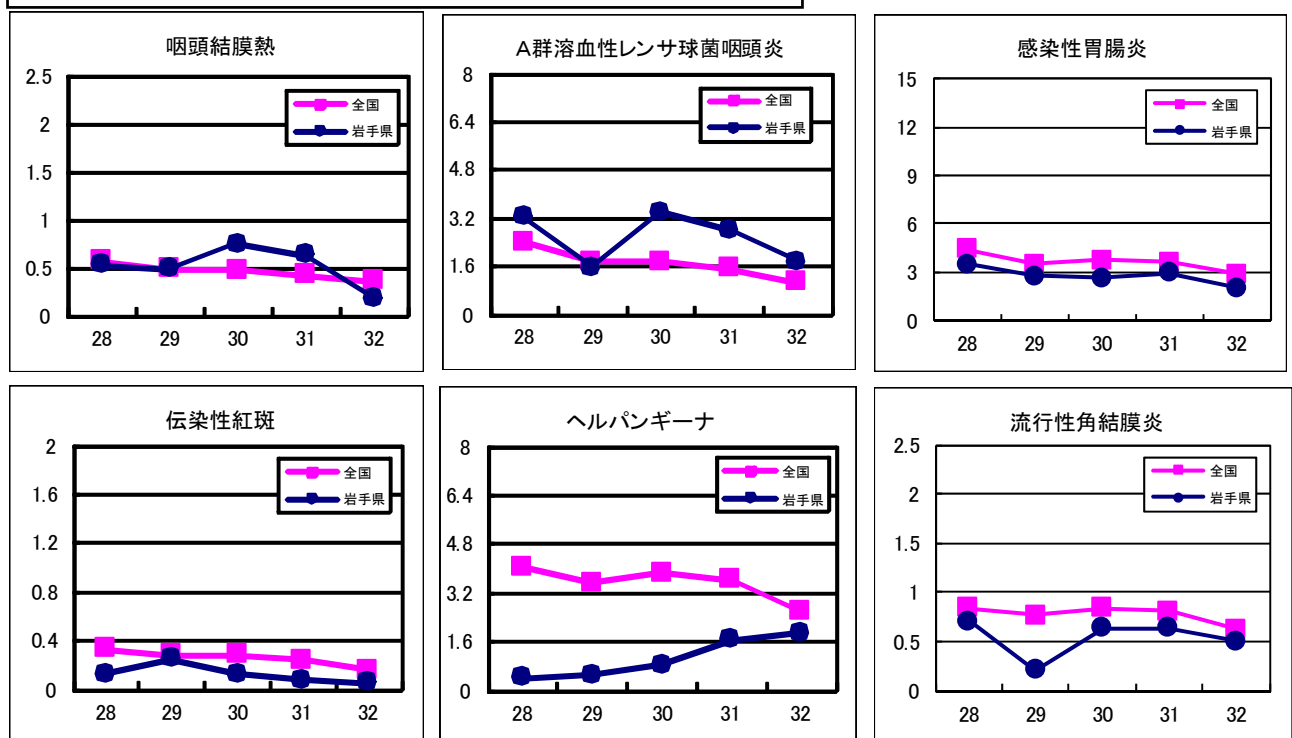 咽頭結膜熱
2.5
2
1.5
1
0.5
0
全国
岩手県
28 29 30 31 32
A群溶血性レンサ球菌咽頭炎
8
6.4
4.8
3.2
1.6
0
全国
岩手県
28 29 30 31 32
感染性胃腸炎
15
12
9
6
3
0
全国
岩手県
28 29 30 31 32
伝染性紅斑
2
1.6
1.2
0.8
0.4
0
全国
岩手県
28 29 30 31 32
ヘルパンギーナ
8
6.4
4.8
3.2
1.6
0
全国
岩手県
28 29 30 31 32
流行性角結膜炎
2.5
2
1.5
1
0.5
0
全国
岩手県
28 29 30 31 32